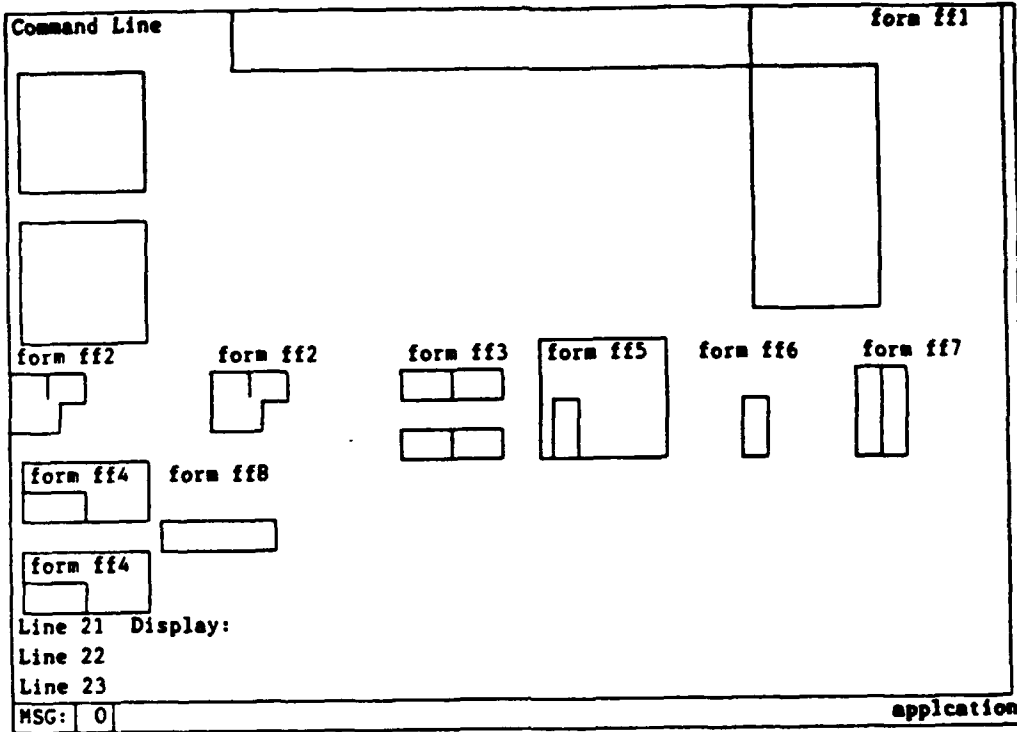 Command Line form ff1
form ff2 form ff2 form ff3 form ff5 form ff6 form ff7
form ff4 form ff8
form ff4
Line 21 Display:
Line 22
Line 23
MSG: 0 applcation